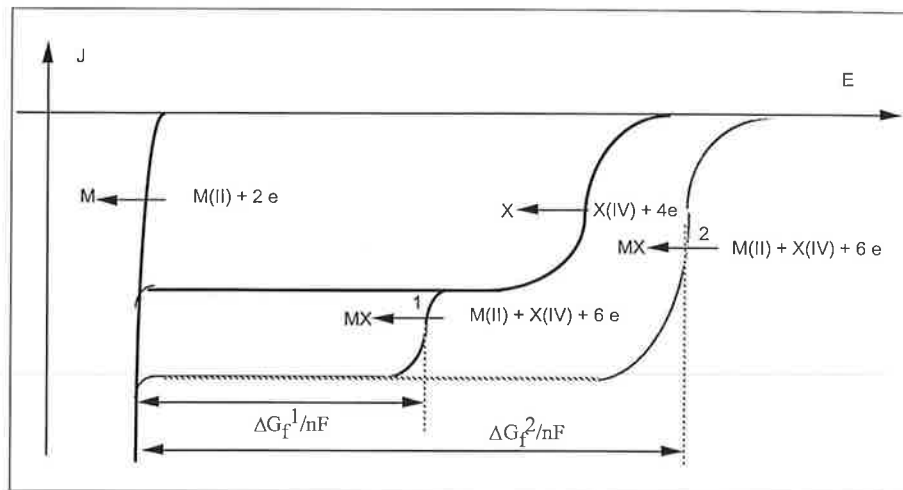 J
E
M M(II) + 2 e
X X(IV) + 4e
2
MX M(II) + X(IV) + 6 e
1
MX M(II) + X(IV) + 6 e
ΔGf1/nF
ΔGf2/nF